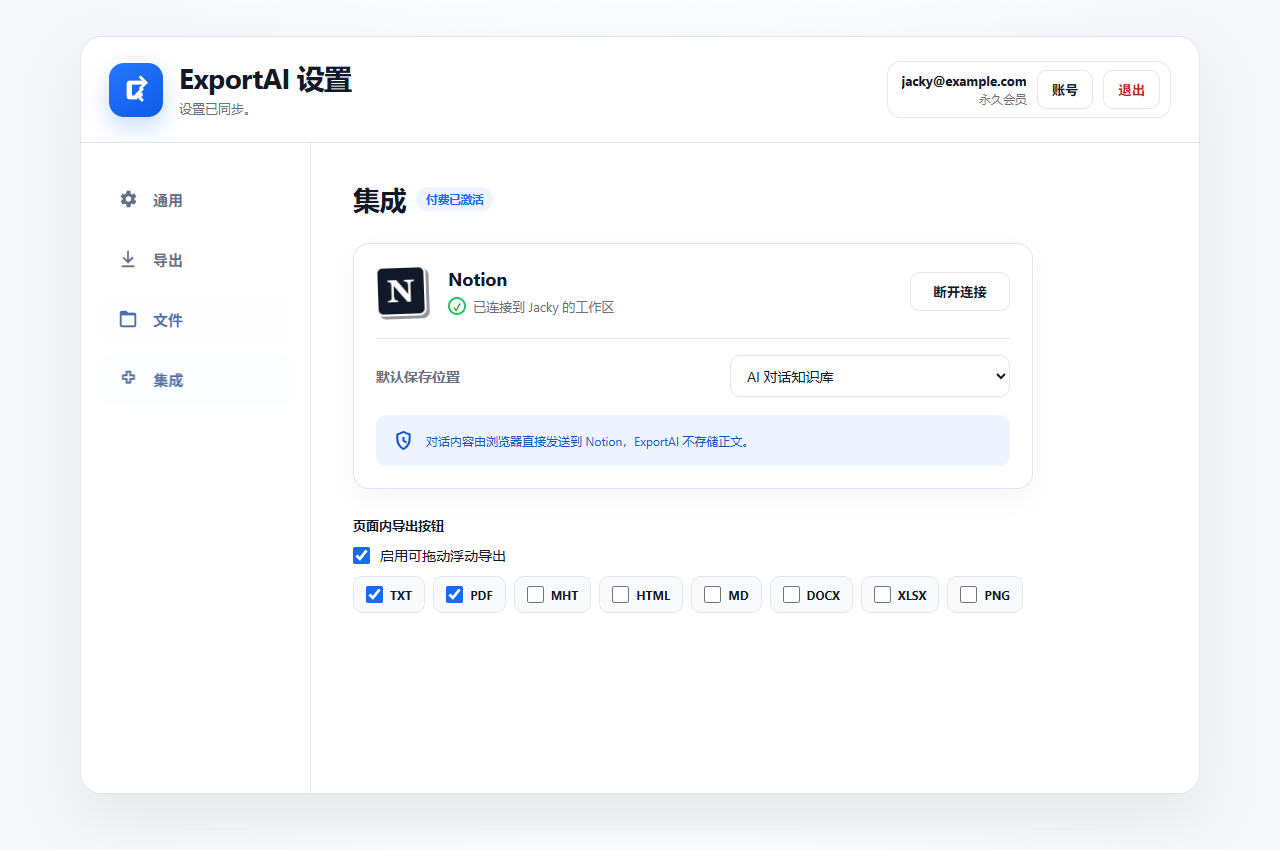 ExportAI 设置
设置已同步。
jacky@example.com
永久会员
账号
退出
通用
导出
文件
集成
集成
付费已激活
N
Notion
已连接到 Jacky 的工作区
断开连接
默认保存位置
AI 对话知识库
对话内容由浏览器直接发送到 Notion，ExportAI 不存储正文。
页面内导出按钮
启用可拖动浮动导出
TXT PDF MHT HTML MD DOCX XLSX PNG